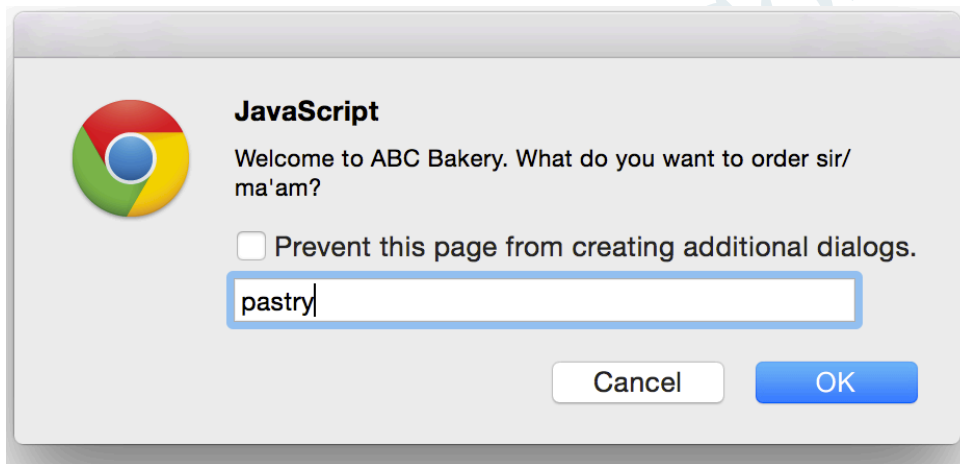 JavaScript
Welcome to ABC Bakery. What do you want to order sir/
ma'am?
Prevent this page from creating additional dialogs.
pastry
Cancel OK